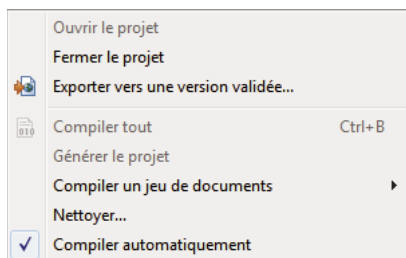 Ouvrir le projet
Fermer le projet
Exporter vers une version validée...
Compiler tout Ctrl+B
Générer le projet
Compiler un jeu de documents
Nettoyer...
Compiler automatiquement